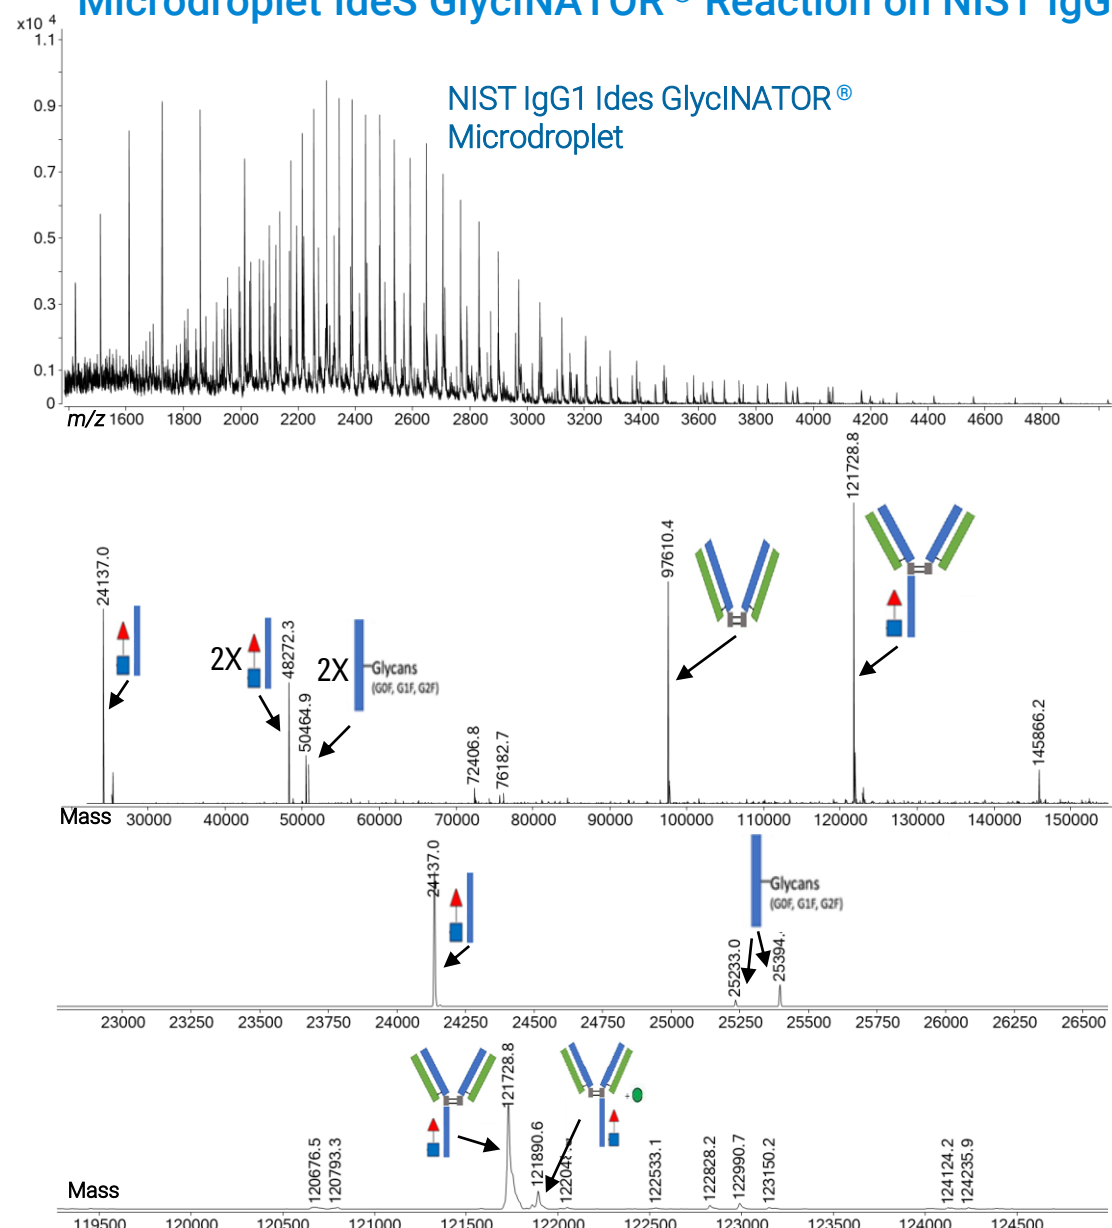 Microdroplet IdeS GlycINATOR ® Reaction on NIST IgG
x10 4
1.1
0.9
0.7
0.5
0.3
0.1
0
NIST IgG1 Ides GlycINATOR ®
Microdroplet
m/z 1600 1800 2000 2200 2400 2600 2800 3000 3200 3400 3600 3800 4000 4200 4400 4600 4800
24137.0
2X
48272.3
50464.9
2X
Glycans
(G0F, G1F, G2F)
72406.8
76182.7
97610.4
121728.8
145866.2
Mass 30000 40000 50000 60000 70000 80000 90000 100000 110000 120000 130000 140000 150000
24137.0
25233.0
25394.
Glycans
(G0F, G1F, G2F)
23000 23250 23500 23750 24000 24250 24500 24750 25000 25250 25500 25750 26000 26250 26500
120676.5
120793.3
121728.8
121890.6
+
122533.1
122828.2
122990.7
123150.2
124124.2
124235.9
Mass
119500 120000 120500 121000 121500 122000 122500 123000 123500 124000 124500